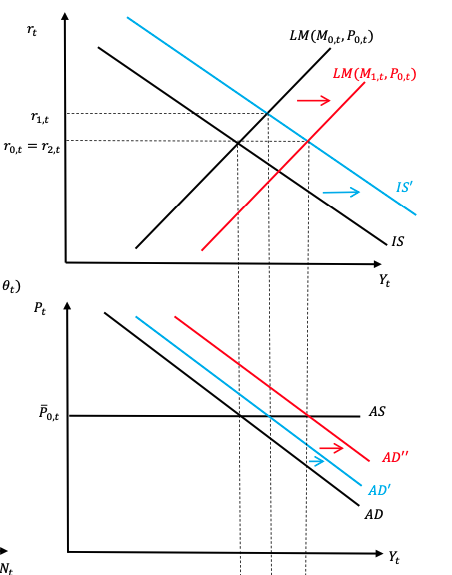 r_t
LM(M_{0,t}, P_{0,t})
LM(M_{1,t}, P_{0,t})
r_{1,t}
r_{0,t} = r_{2,t}
IS′
IS
Y_t
θ_t)
P_t
P̄_{0,t}
AS
AD′′
AD′
AD
Y_t
N_t